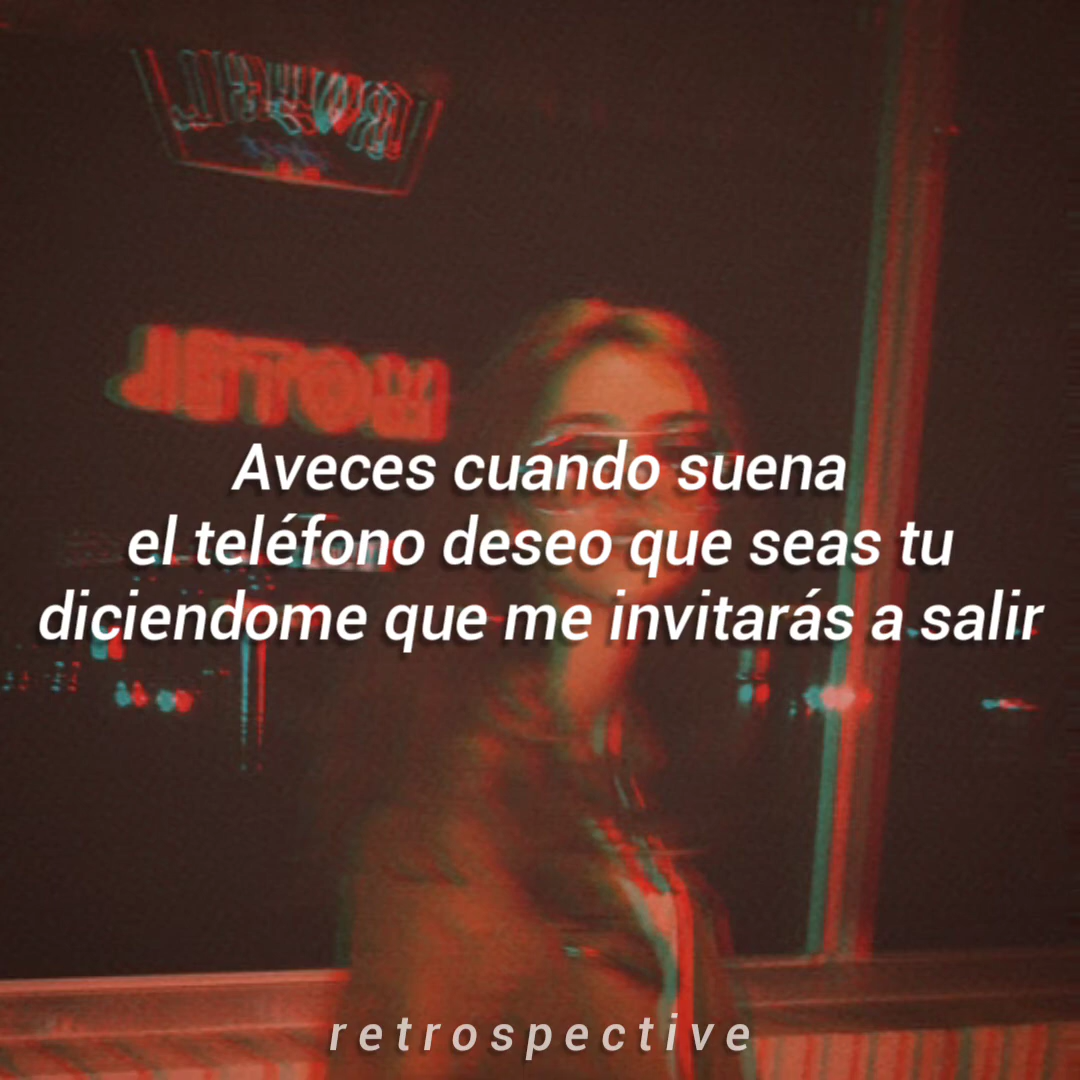 Aveces cuando suena
el teléfono deseo que seas tu
diciendome que me invitarás a salir
retrospective